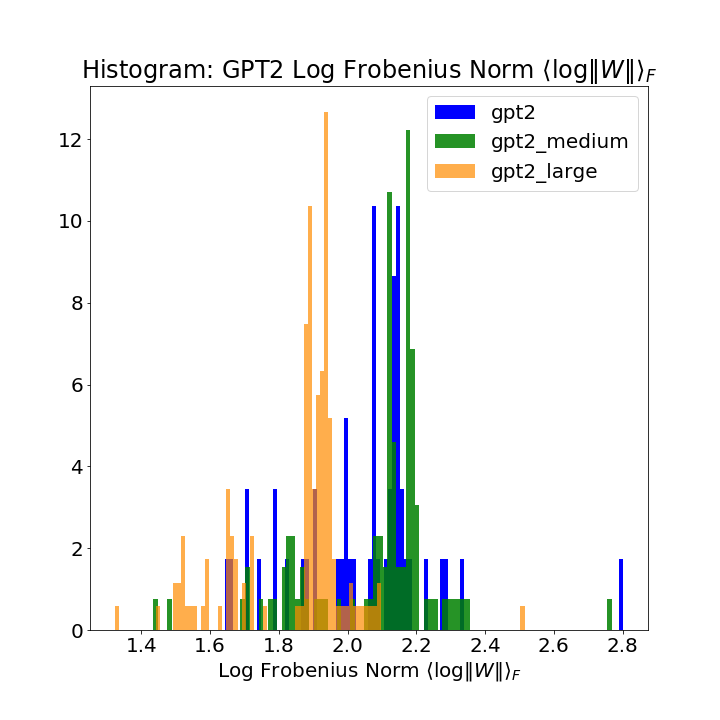 Histogram: GPT2 Log Frobenius Norm ⟨log‖W‖⟩F
gpt2
gpt2_medium
gpt2_large
12
10
8
6
4
2
0
1.4 1.6 1.8 2.0 2.2 2.4 2.6 2.8
Log Frobenius Norm ⟨log‖W‖⟩F